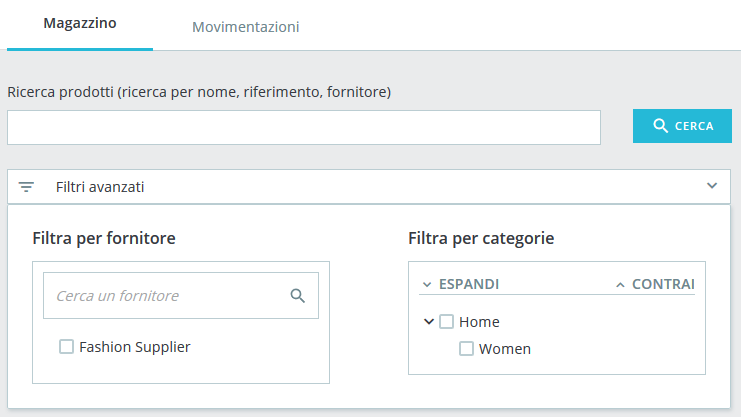 Magazzino
Movimentazioni
Ricerca prodotti (ricerca per nome, riferimento, fornitore)
CERCA
Filtri avanzati
Filtra per fornitore
Filtra per categorie
Cerca un fornitore
ESPANDI
CONTRAI
Fashion Supplier
Home
Women